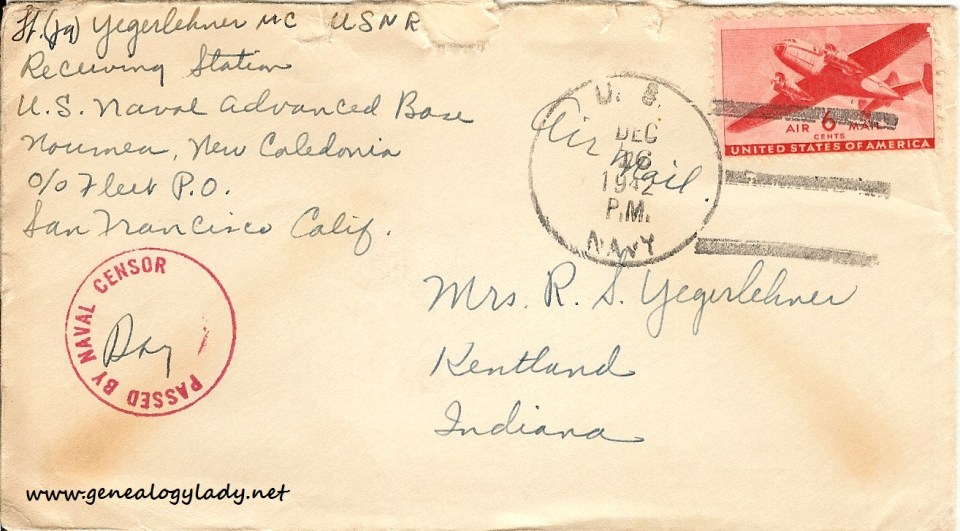 Lt. (jg) Yegerlehner MC USNR
Receiving Station
U.S. Naval Advanced Base
Noumea, New Caledonia
c/o Fleet P.O.
San Francisco Calif.
Air Mail.
U. S.
DEC
1942
P.M.
NAVY
AIR 6 MAIL
CENTS
UNITED STATES OF AMERICA
PASSED BY NAVAL CENSOR
Mrs. R. S. Yegerlehner
Kentland
Indiana
www.genealogylady.net